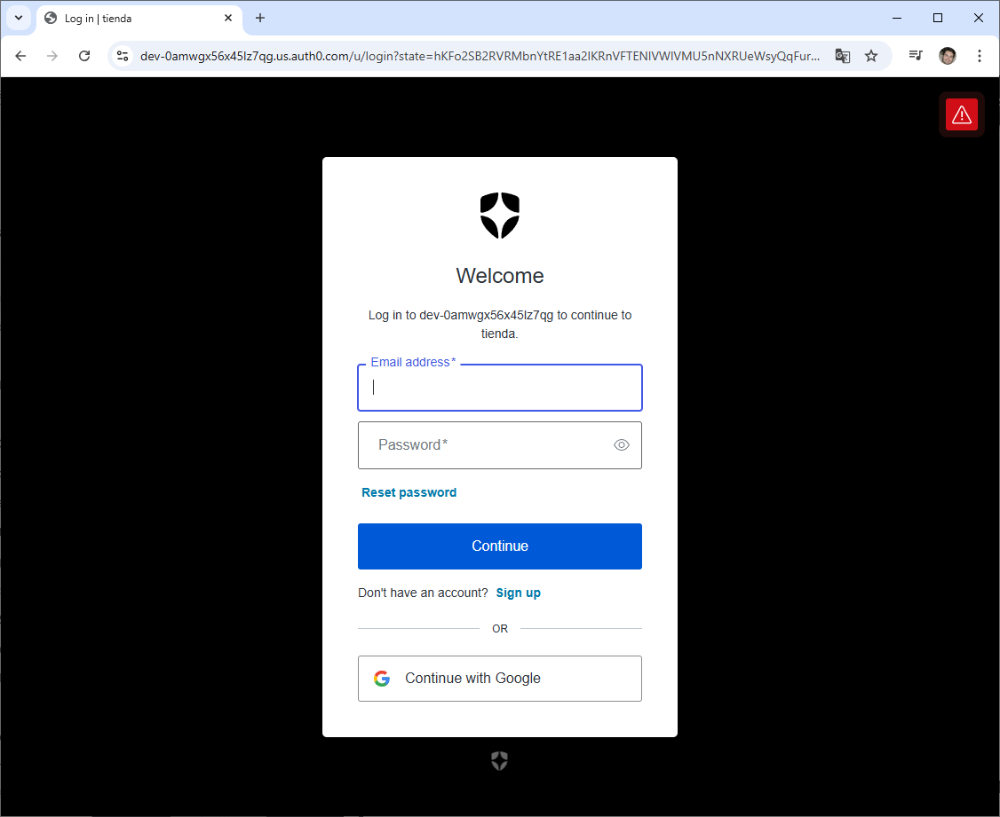 Log in | tienda
dev-0amwgx56x45lz7qg.us.auth0.com/u/login?state=hKFo2SB2RVRMbnYtRE1aa2lKRnVFTENIVWlVMU5nNXRUeWsyQqFur...
Welcome
Log in to dev-0amwgx56x45lz7qg to continue to
tienda.
Email address*
Password*
Reset password
Continue
Don't have an account? Sign up
OR
Continue with Google